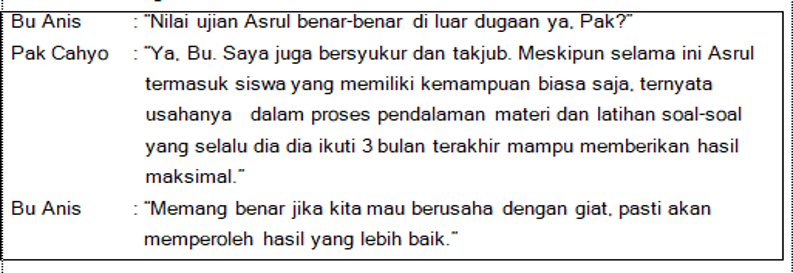 Bu Anis : "Nilai ujian Asrul benar-benar di luar dugaan ya, Pak?"
Pak Cahyo : "Ya, Bu. Saya juga bersyukur dan takjub. Meskipun selama ini Asrul
termasuk siswa yang memiliki kemampuan biasa saja, ternyata
usahanya dalam proses pendalaman materi dan latihan soal-soal
yang selalu dia dia ikuti 3 bulan terakhir mampu memberikan hasil
maksimal."
Bu Anis : "Memang benar jika kita mau berusaha dengan giat, pasti akan
memperoleh hasil yang lebih baik."